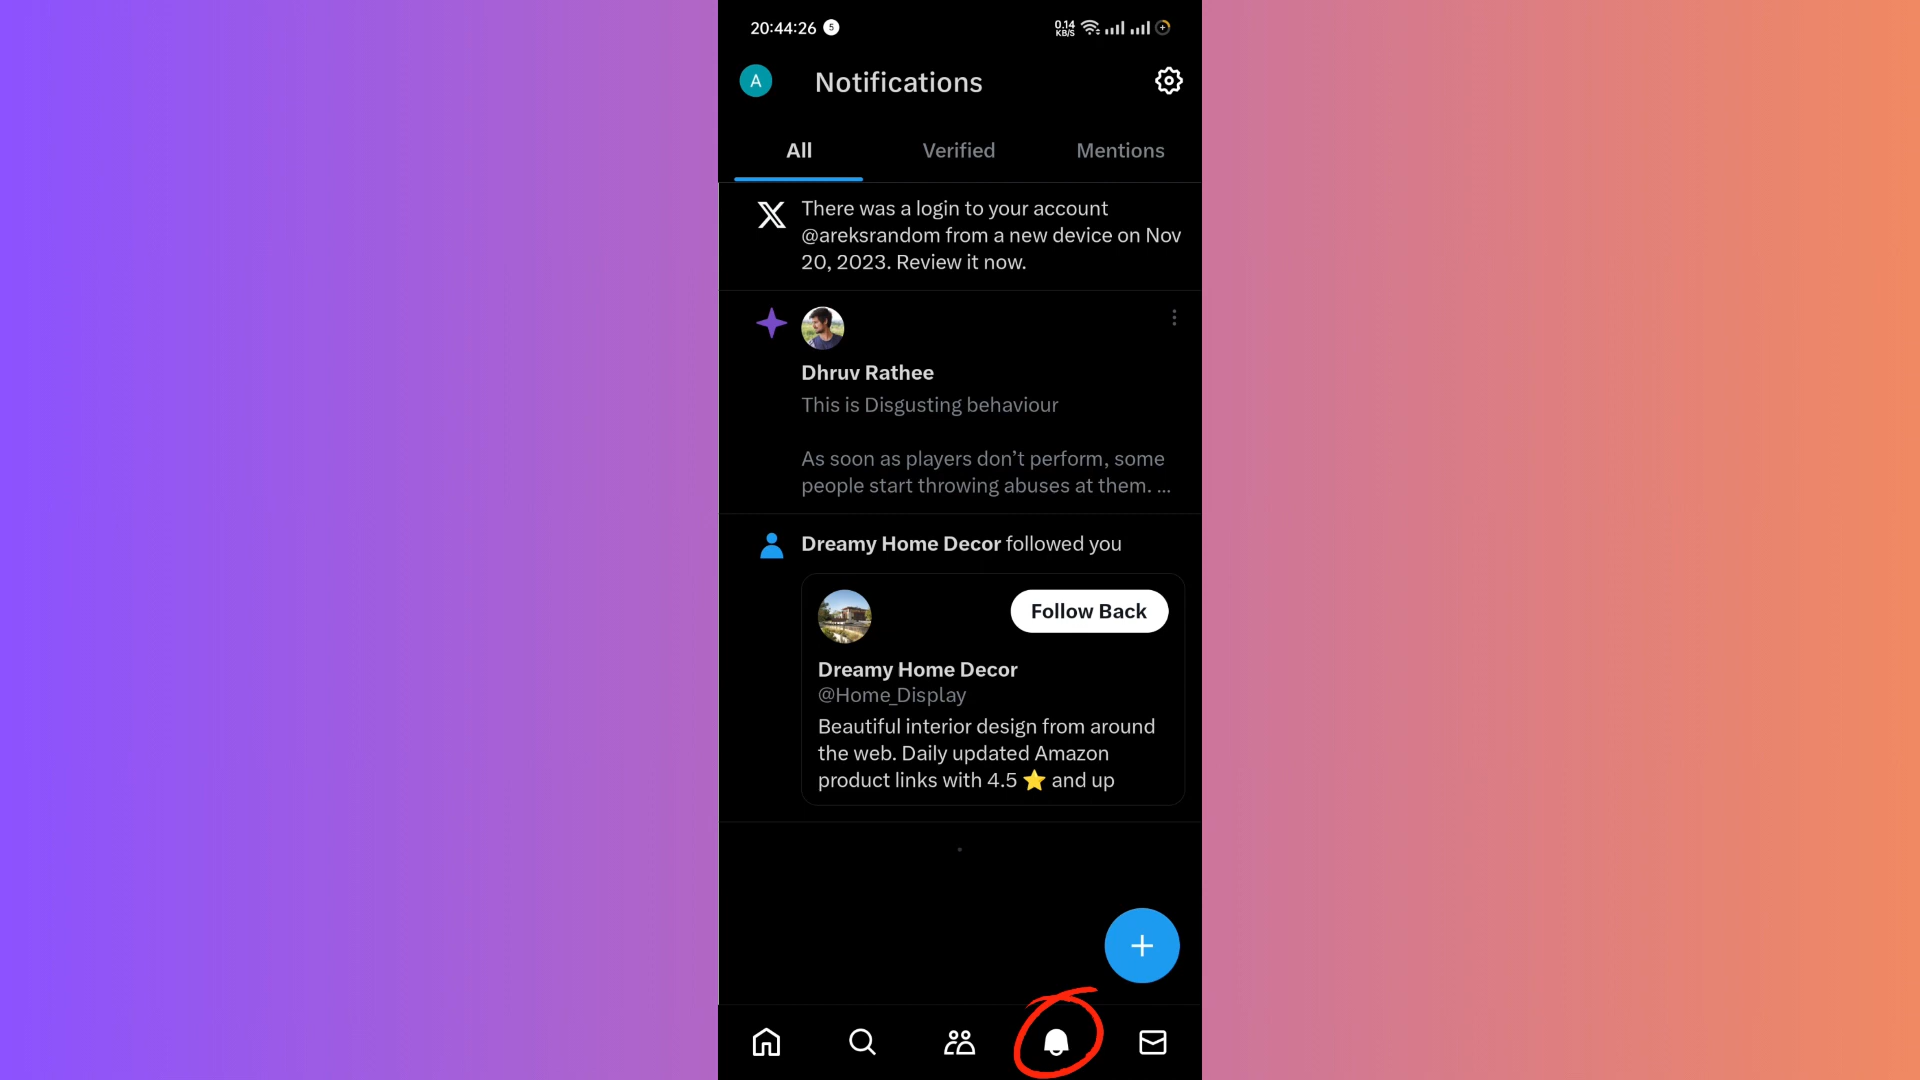 20:44:26 5
0.14
KB/S
A
Notifications
All
Verified
Mentions
There was a login to your account
@areksrandom from a new device on Nov
20, 2023. Review it now.
Dhruv Rathee
This is Disgusting behaviour
As soon as players don’t perform, some
people start throwing abuses at them. ...
Dreamy Home Decor followed you
Follow Back
Dreamy Home Decor
@Home_Display
Beautiful interior design from around
the web. Daily updated Amazon
product links with 4.5 ⭐ and up